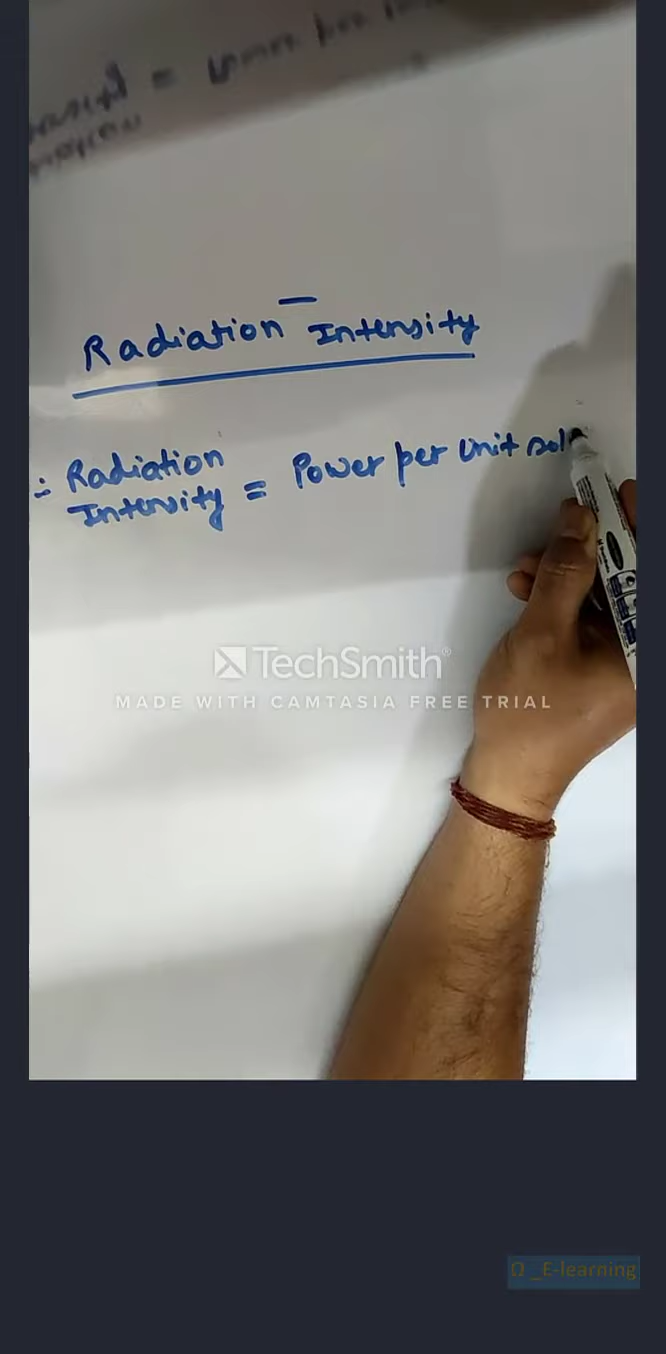 Radiation Intensity
∴ Radiation Intensity = Power per Unit sol
TechSmith®
MADE WITH CAMTASIA FREE TRIAL
Ω _E-learning